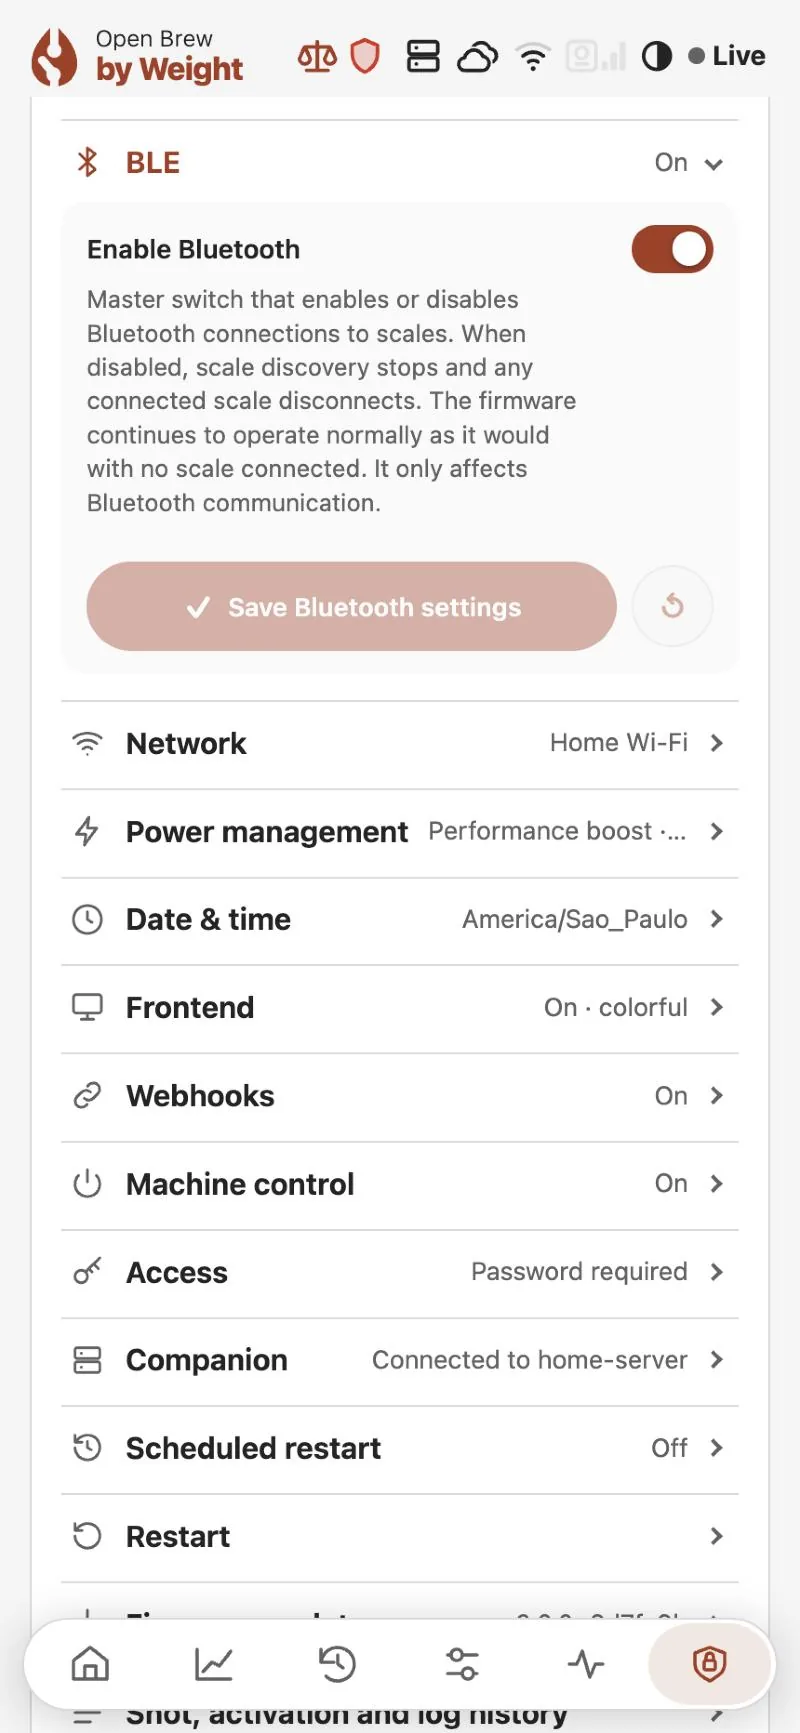 Open Brew
by Weight
Live
BLE
On
Enable Bluetooth
Master switch that enables or disables
Bluetooth connections to scales. When
disabled, scale discovery stops and any
connected scale disconnects. The firmware
continues to operate normally as it would
with no scale connected. It only affects
Bluetooth communication.
Save Bluetooth settings
Network
Home Wi-Fi
Power management
Performance boost ·...
Date & time
America/Sao_Paulo
Frontend
On · colorful
Webhooks
On
Machine control
On
Access
Password required
Companion
Connected to home-server
Scheduled restart
Off
Restart
Shot, activation and log history